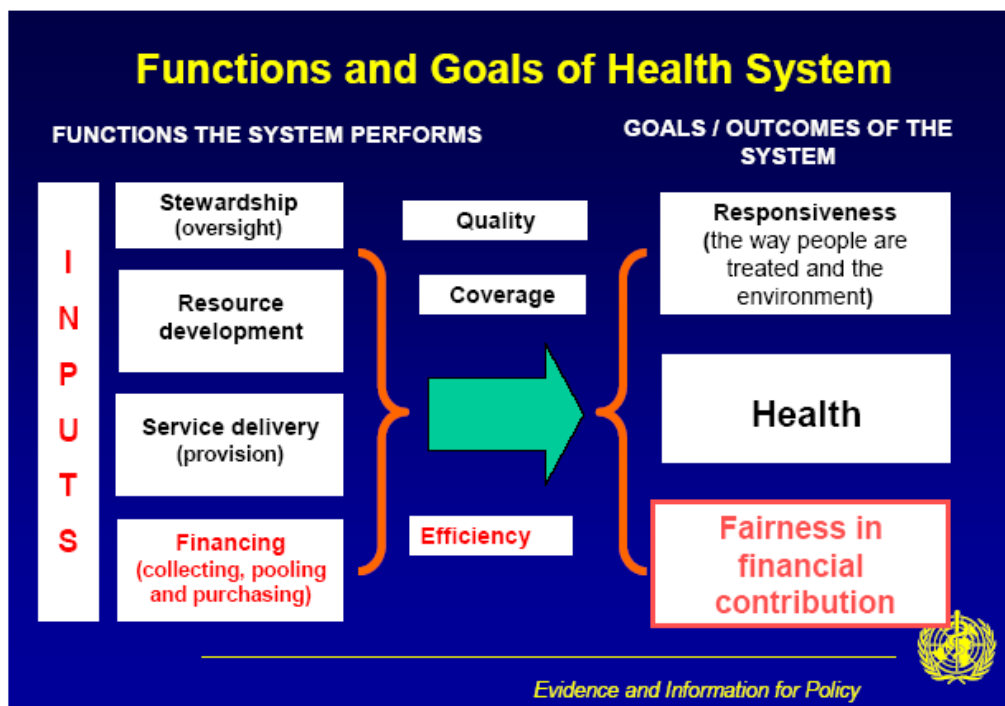 Functions and Goals of Health System
FUNCTIONS THE SYSTEM PERFORMS
GOALS / OUTCOMES OF THE
SYSTEM
I
N
P
U
T
S
Stewardship
(oversight)
Resource
development
Service delivery
(provision)
Financing
(collecting, pooling
and purchasing)
Quality
Coverage
Efficiency
Responsiveness
(the way people are
treated and the
environment)
Health
Fairness in
financial
contribution
Evidence and Information for Policy